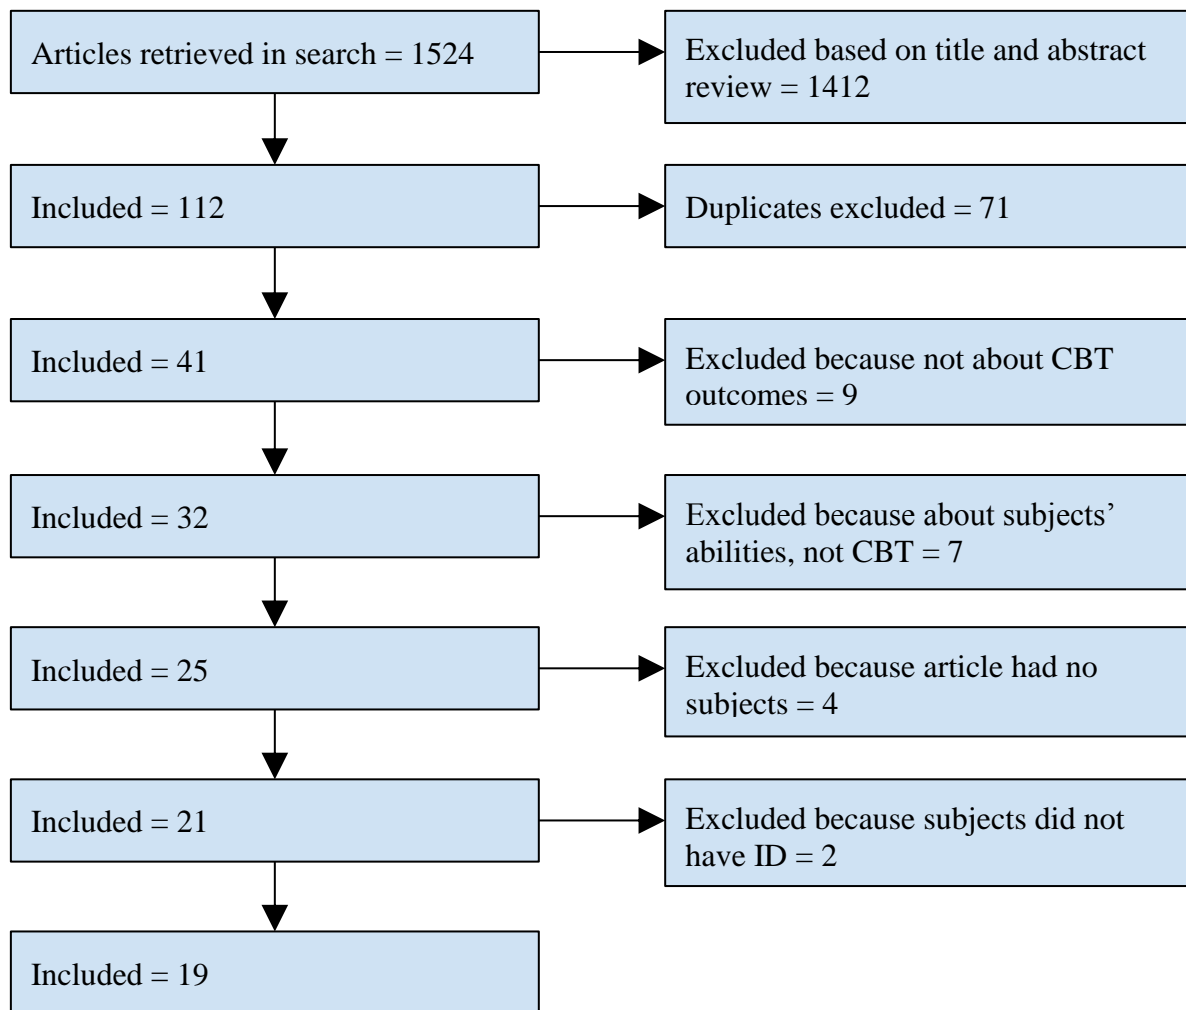 Articles retrieved in search = 1524
Excluded based on title and abstract
review = 1412
Included = 112
Duplicates excluded = 71
Included = 41
Excluded because not about CBT
outcomes = 9
Included = 32
Excluded because about subjects’
abilities, not CBT = 7
Included = 25
Excluded because article had no
subjects = 4
Included = 21
Excluded because subjects did not
have ID = 2
Included = 19